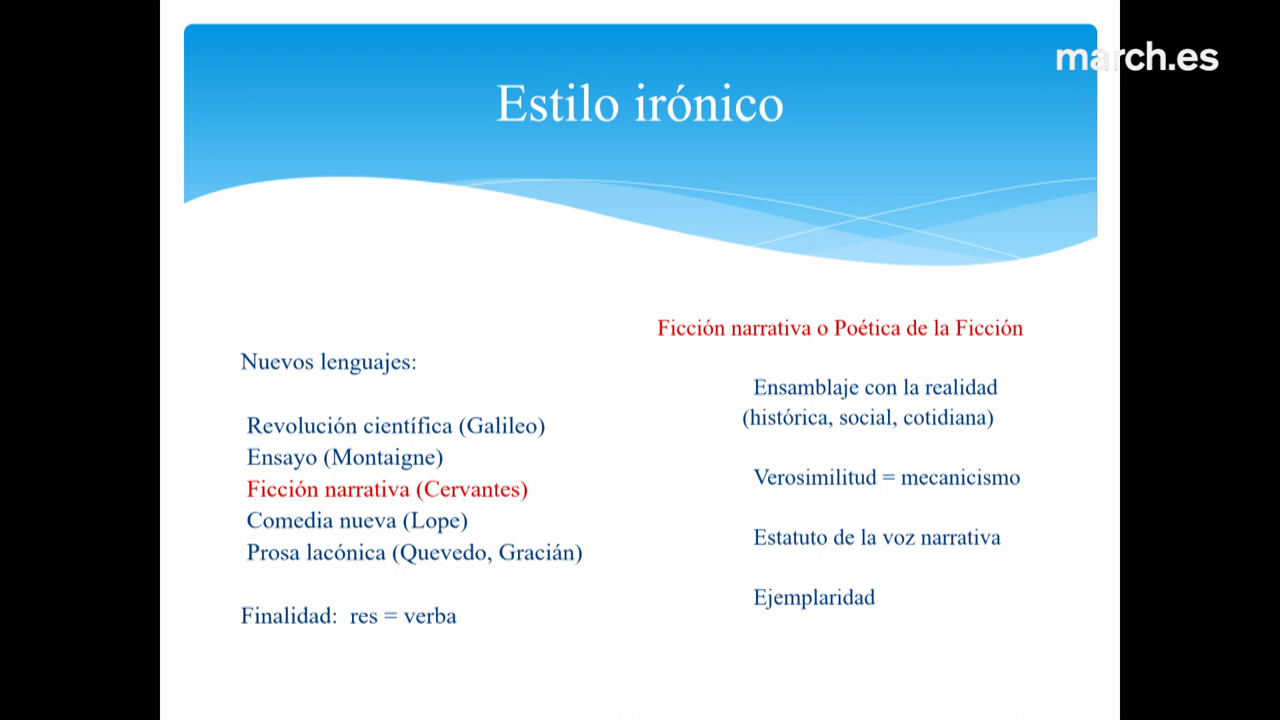 march.es
Estilo irónico
Nuevos lenguajes:
Revolución científica (Galileo)
Ensayo (Montaigne)
Ficción narrativa (Cervantes)
Comedia nueva (Lope)
Prosa lacónica (Quevedo, Gracián)
Finalidad: res = verba
Ficción narrativa o Poética de la Ficción
Ensamblaje con la realidad
(histórica, social, cotidiana)
Verosimilitud = mecanicismo
Estatuto de la voz narrativa
Ejemplaridad